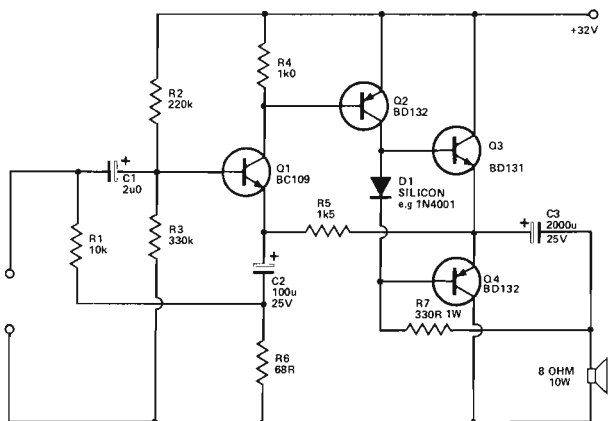 +32V
R4
1k0
R2
220k
Q2
BD132
Q3
BD131
Q1
BC109
+
C1
2u0
D1
SILICON
e.g 1N4001
R5
1k5
+
C3
2000u
25V
R1
10k
R3
330k
+
C2
100u
25V
Q4
BD132
R7
330R 1W
R6
68R
8 OHM
10W